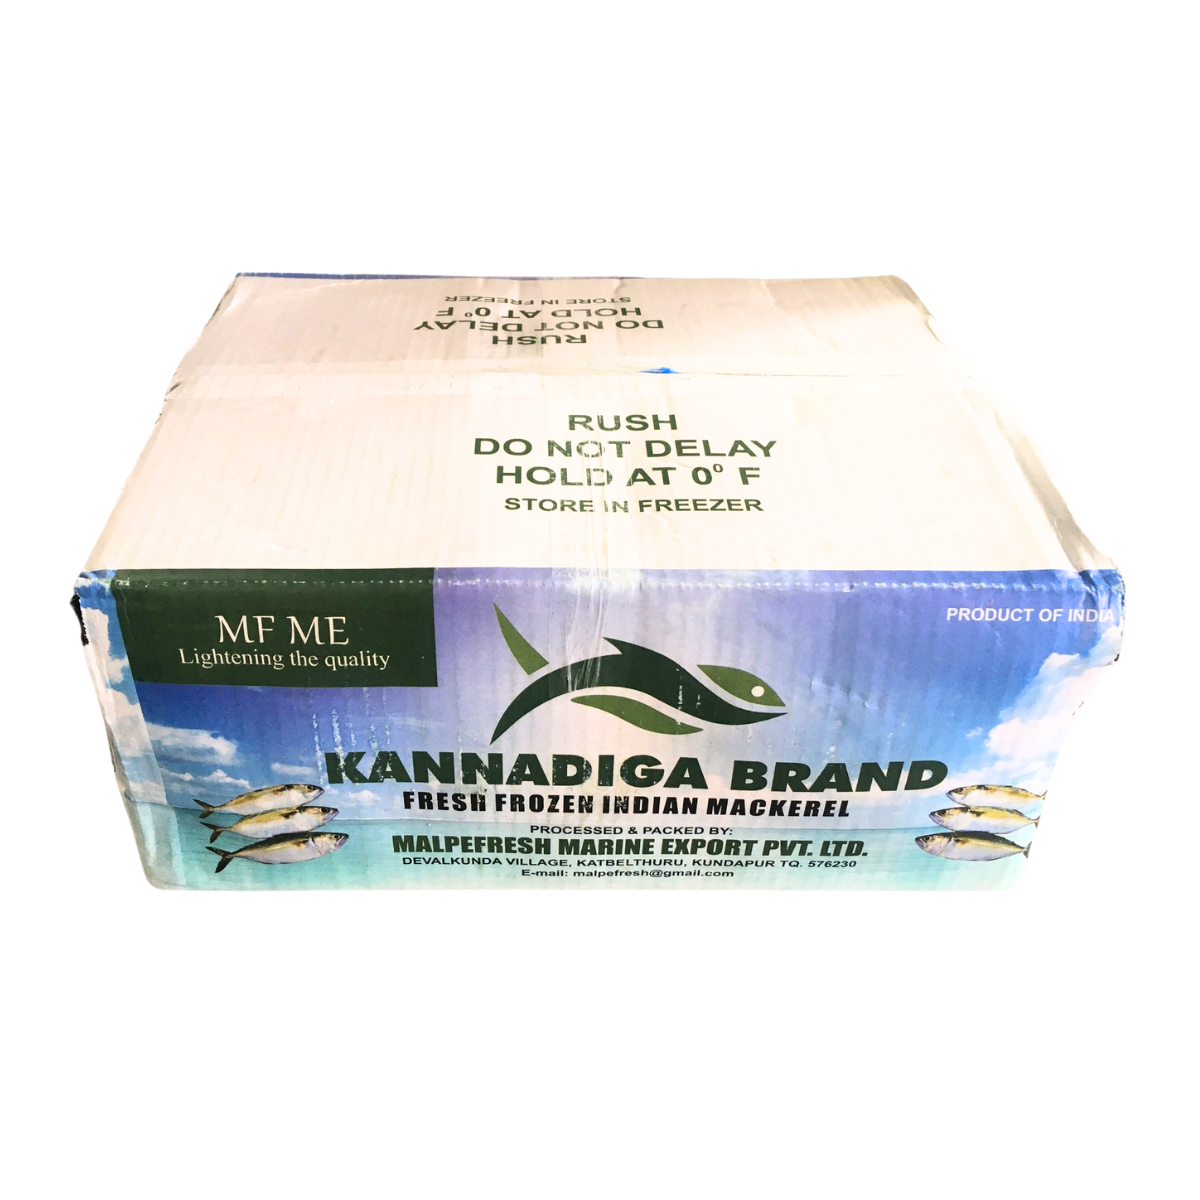 STORE IN FREEZER
HOLD AT 0⁰ F
DO NOT DELAY
RUSH
RUSH
DO NOT DELAY
HOLD AT 0⁰ F
STORE IN FREEZER
MF ME
Lightening the quality
PRODUCT OF INDIA
KANNADIGA BRAND
FRESH FROZEN INDIAN MACKEREL
PROCESSED & PACKED BY:
MALPEFRESH MARINE EXPORT PVT. LTD.
DEVALKUNDA VILLAGE, KATBELTHURU, KUNDAPUR TQ. 576230
E-mail: malpefresh@gmail.com